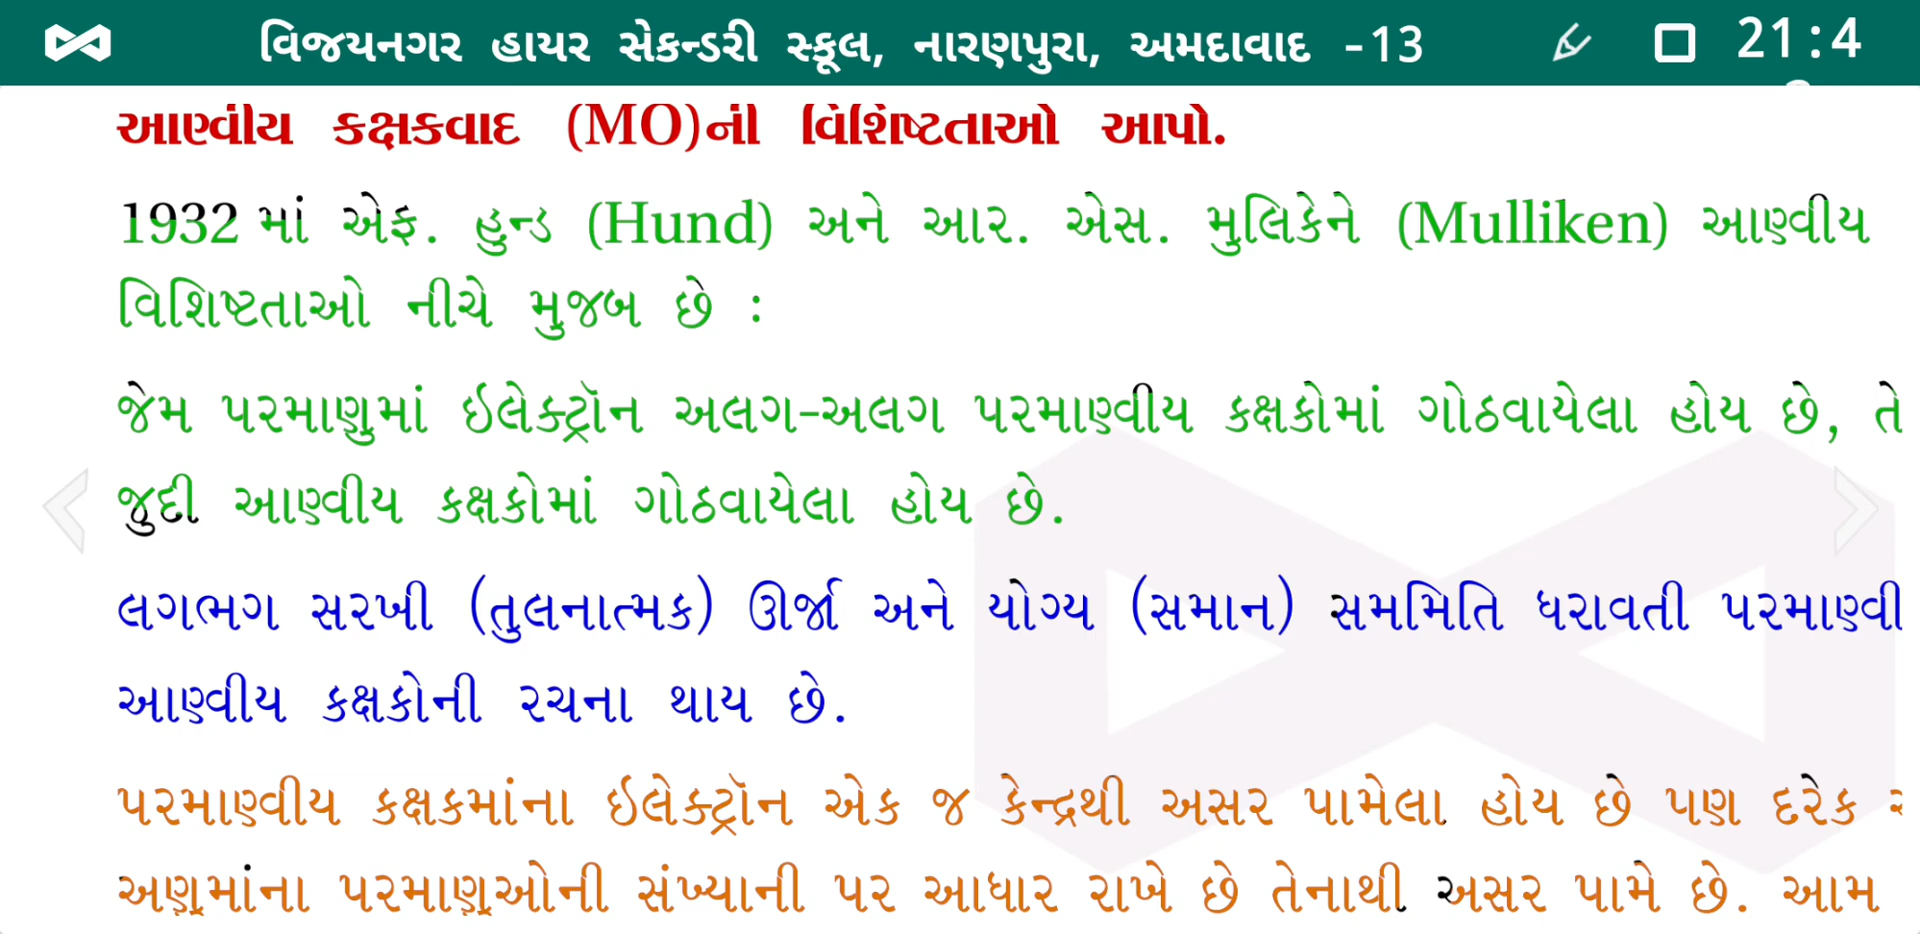 વિજયનગર હાયર સેકન્ડરી સ્કૂલ, નારણપુરા, અમદાવાદ -13
21:4
આણ્વીય કક્ષકવાદ (MO)ની વિશિષ્ટતાઓ આપો.
1932 માં એફ. હુન્ડ (Hund) અને આર. એસ. મુલિકેને (Mulliken) આણ્વીય
વિશિષ્ટતાઓ નીચે મુજબ છે :
જેમ પરમાણુમાં ઇલેક્ટ્રૉન અલગ-અલગ પરમાણ્વીય કક્ષકોમાં ગોઠવાયેલા હોય છે, તે
જુદી આણ્વીય કક્ષકોમાં ગોઠવાયેલા હોય છે.
લગભગ સરખી (તુલનાત્મક) ઊર્જા અને યોગ્ય (સમાન) સમમિતિ ધરાવતી પરમાણ્વી
આણ્વીય કક્ષકોની રચના થાય છે.
પરમાણ્વીય કક્ષકમાંના ઇલેક્ટ્રૉન એક જ કેન્દ્રથી અસર પામેલા હોય છે પણ દરેક
અણુમાંના પરમાણુઓની સંખ્યાની પર આધાર રાખે છે તેનાથી અસર પામે છે. આમ